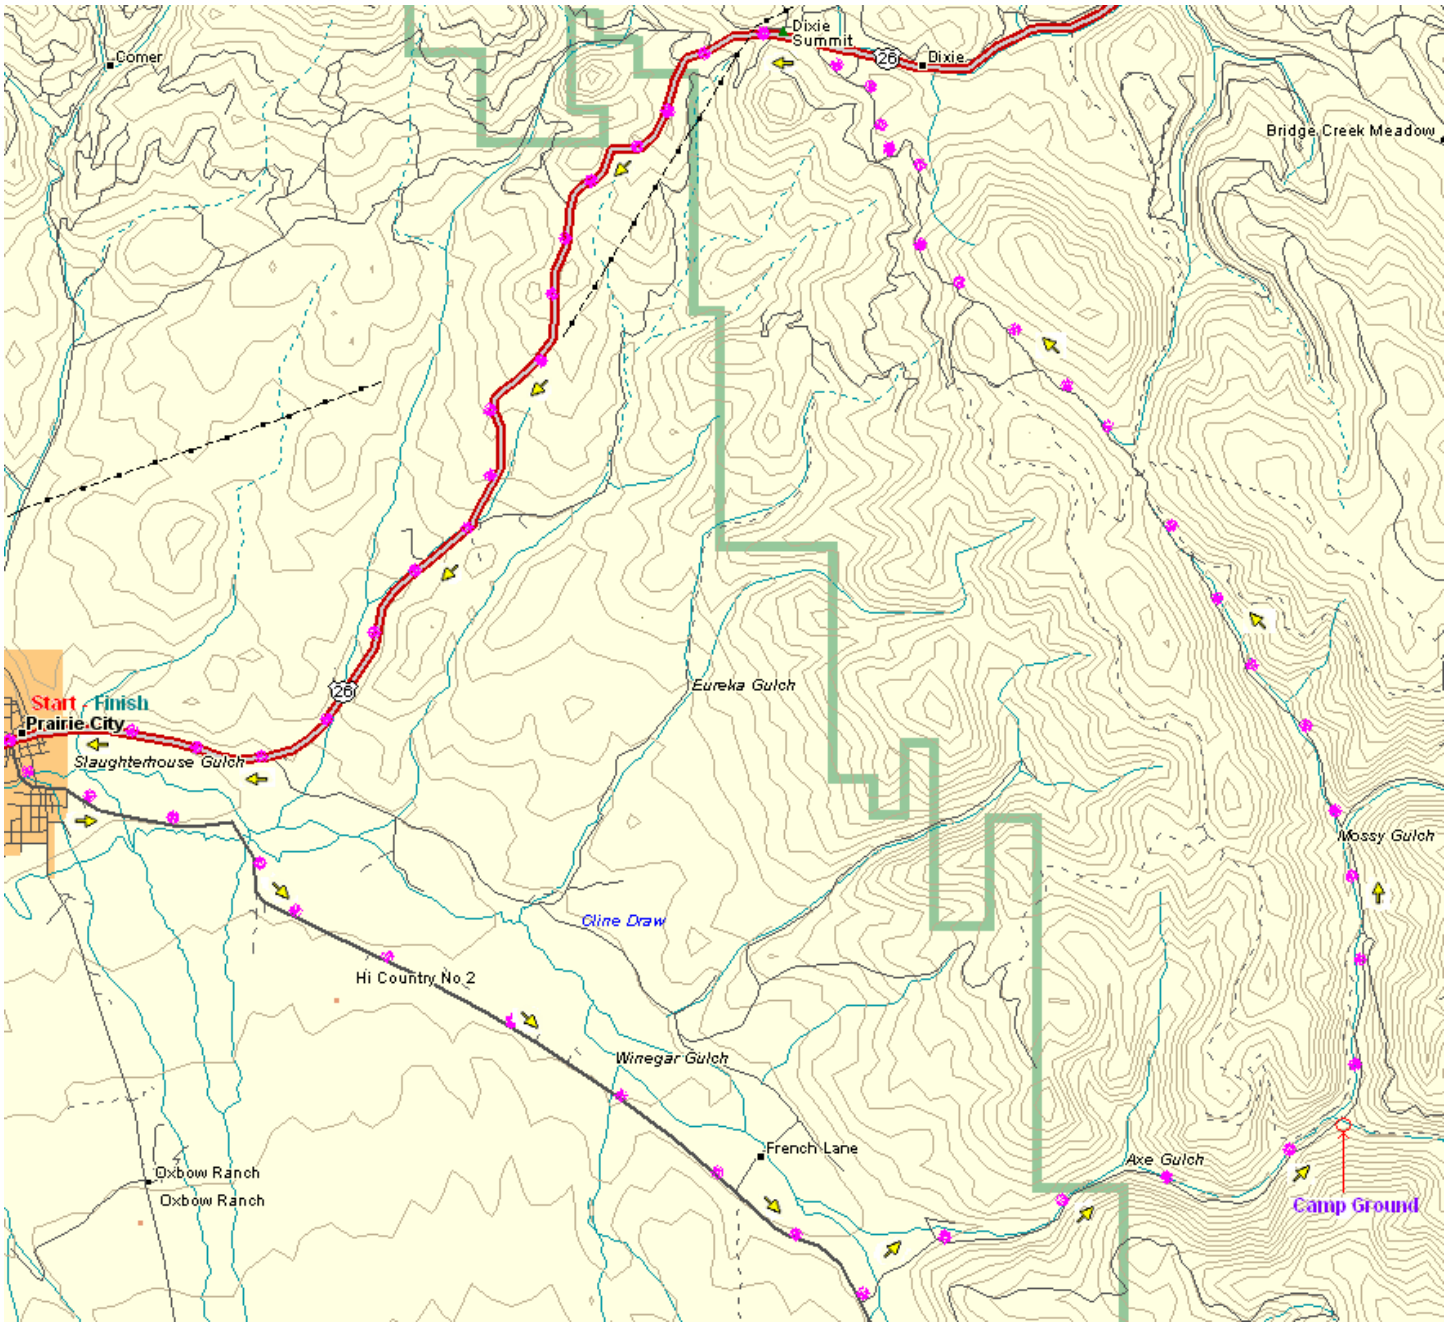 Dixie
Summit
Comer
26
Dixie
Bridge Creek Meadow
Eureka Gulch
26
Start - Finish
Prairie City
Slaughterhouse Gulch
Mossy Gulch
Cline Draw
Hi Country No 2
Winegar Gulch
French Lane
Axe Gulch
Oxbow Ranch
Oxbow Ranch
Camp Ground